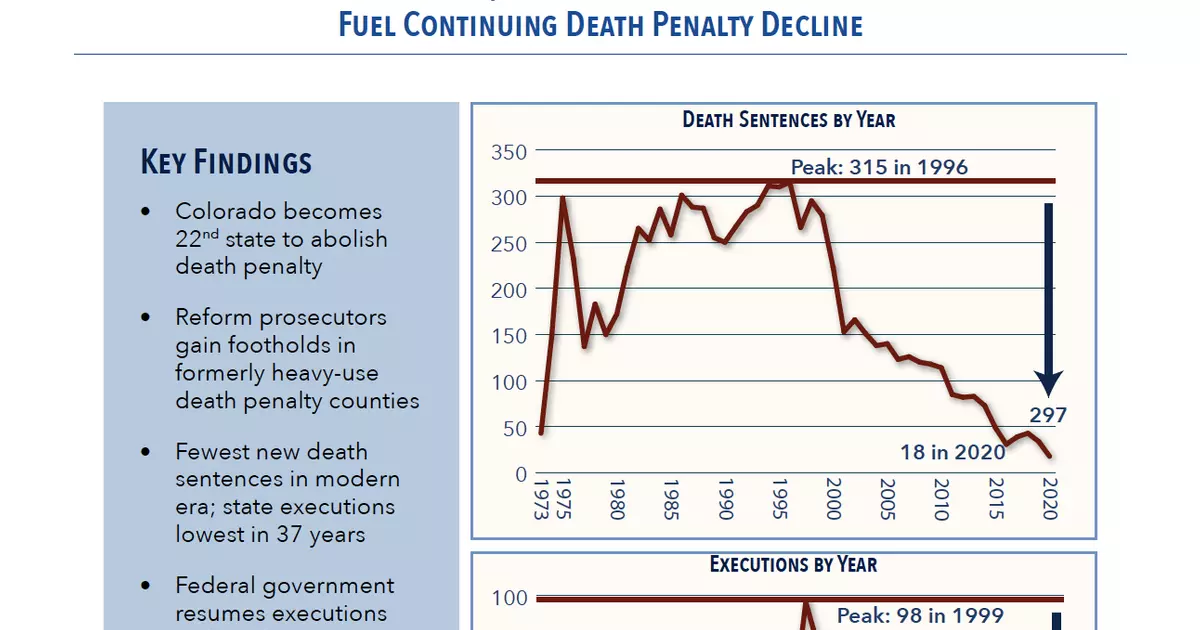 FUEL CONTINUING DEATH PENALTY DECLINE
KEY FINDINGS
• Colorado becomes
22nd state to abolish
death penalty
• Reform prosecutors
gain footholds in
formerly heavy-use
death penalty counties
• Fewest new death
sentences in modern
era; state executions
lowest in 37 years
• Federal government
resumes executions
DEATH SENTENCES BY YEAR
350
Peak: 315 in 1996
300
250
200
150
100
297
50
18 in 2020
0
1973
1975
1980
1985
1990
1995
2000
2005
2010
2015
2020
EXECUTIONS BY YEAR
100
Peak: 98 in 1999